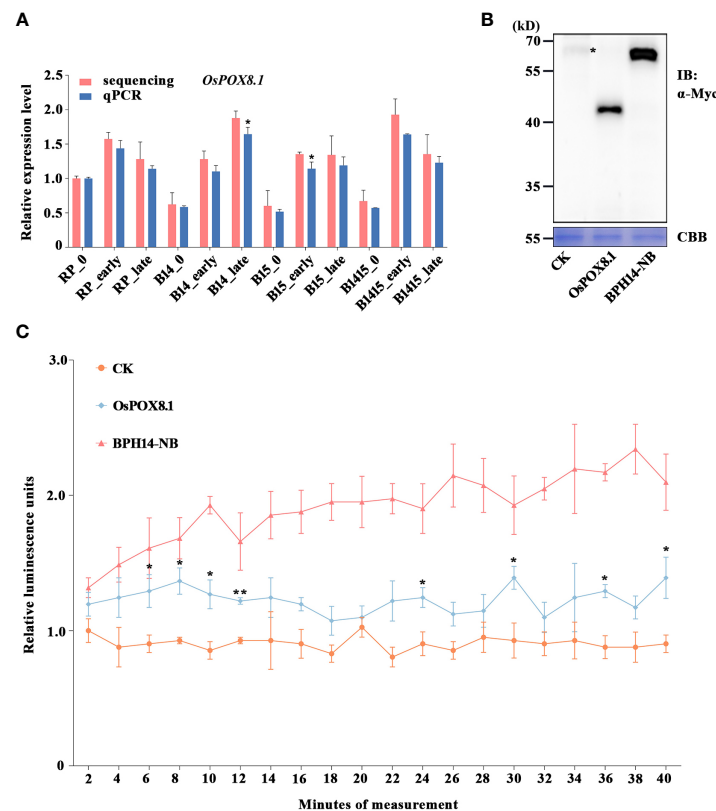 A
sequencing
qPCR
OsPOX8.1
Relative expression level
2.5
2.0
1.5
1.0
0.5
0
*
*
RP_0
RP_early
RP_late
B14_0
B14_early
B14_late
B15_0
B15_early
B15_late
B1415_0
B1415_early
B1415_late
B
(kD)
70
55
40
35
55
*
IB:
α-Myc
CBB
CK
OsPOX8.1
BPH14-NB
C
CK
OsPOX8.1
BPH14-NB
Relative luminescence units
3.0
2.0
1.0
0
* * * ** * * * *
2 4 6 8 10 12 14 16 18 20 22 24 26 28 30 32 34 36 38 40
Minutes of measurement